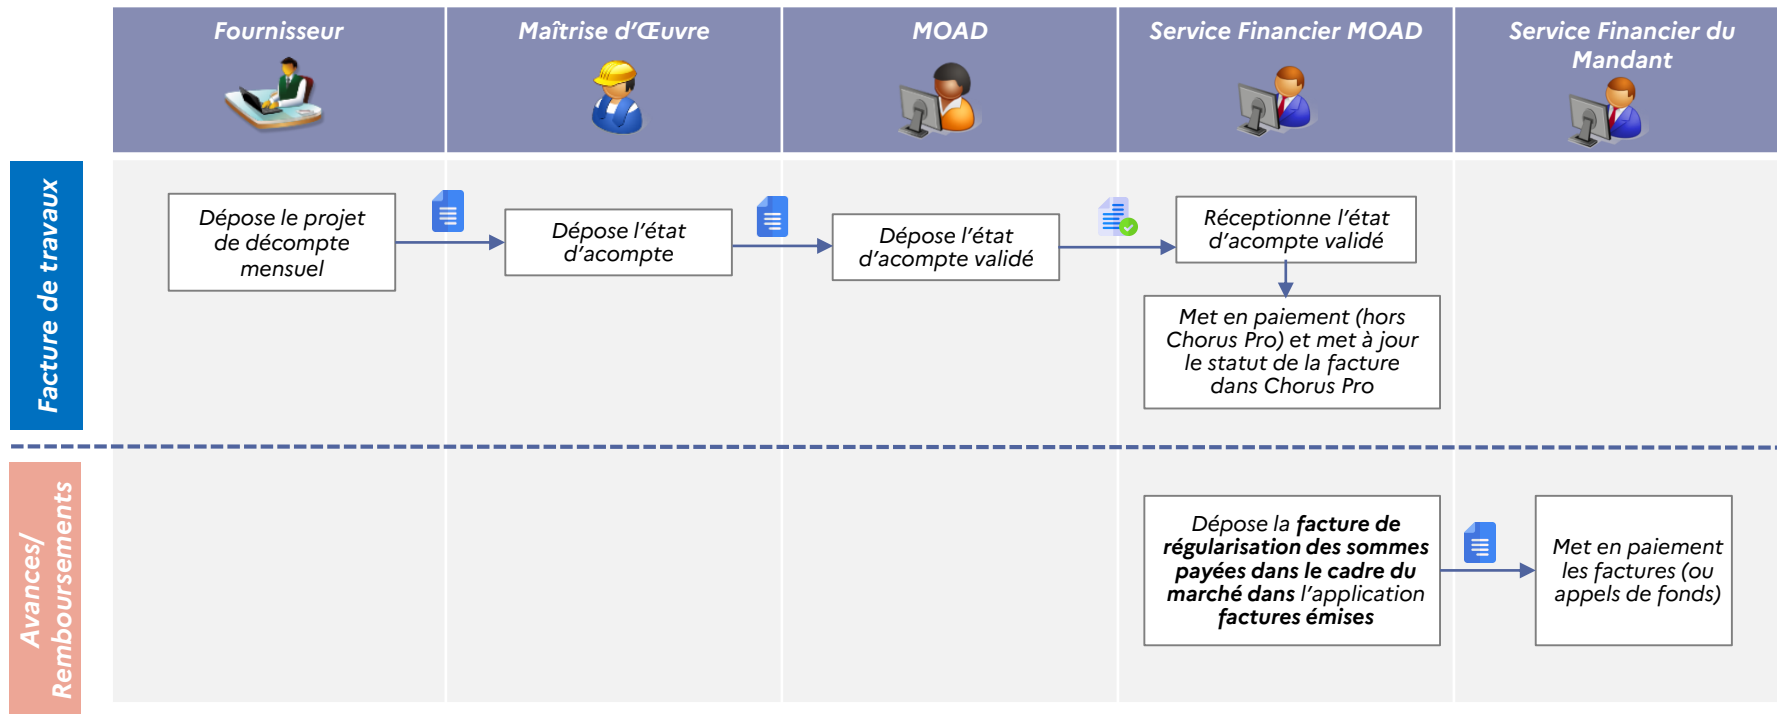 Fournisseur
Maîtrise d'Œuvre
MOAD
Service Financier MOAD
Service Financier du
Mandant
Facture de travaux
Dépose le projet
de décompte
mensuel
Dépose l'état
d'acompte
Dépose l'état
d'acompte validé
Réceptionne l'état
d'acompte validé
Met en paiement (hors
Chorus Pro) et met à jour
le statut de la facture
dans Chorus Pro
Avances/
Remboursements
Dépose la facture de
régularisation des sommes
payées dans le cadre du
marché dans l'application
factures émises
Met en paiement
les factures (ou
appels de fonds)